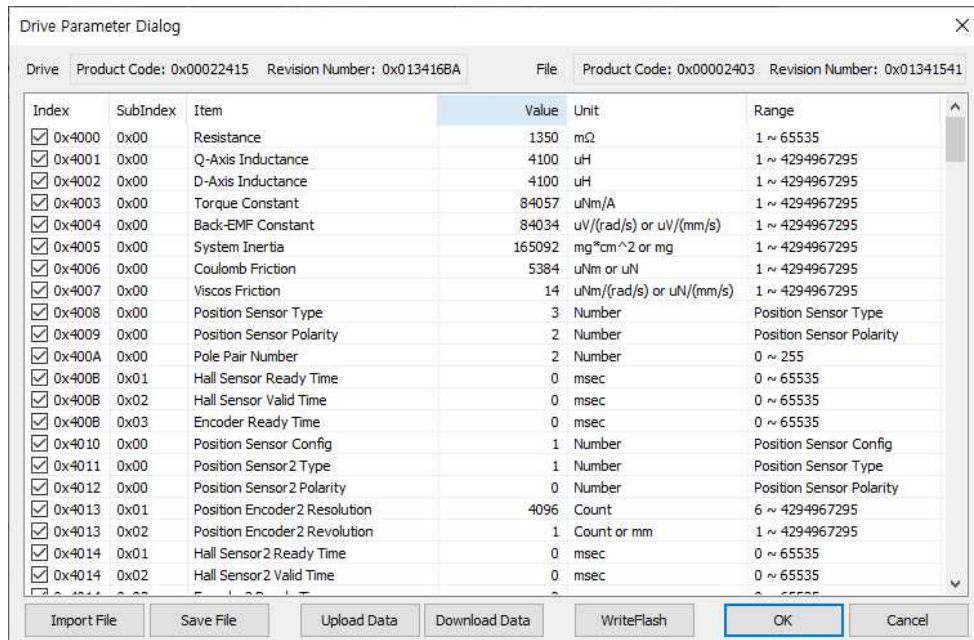 Drive Parameter Dialog
Drive Product Code: 0x00022415 Revision Number: 0x013416BA File Product Code: 0x00002403 Revision Number: 0x01341541
Index SubIndex Item Value Unit Range
0x4000 0x00 Resistance 1350 mΩ 1 ~ 65535
0x4001 0x00 Q-Axis Inductance 4100 uH 1 ~ 4294967295
0x4002 0x00 D-Axis Inductance 4100 uH 1 ~ 4294967295
0x4003 0x00 Torque Constant 84057 uNm/A 1 ~ 4294967295
0x4004 0x00 Back-EMF Constant 84034 uV/(rad/s) or uV/(mm/s) 1 ~ 4294967295
0x4005 0x00 System Inertia 165092 mg*cm^2 or mg 1 ~ 4294967295
0x4006 0x00 Coulomb Friction 5384 uNm or uN 1 ~ 4294967295
0x4007 0x00 Viscos Friction 14 uNm/(rad/s) or uN/(mm/s) 1 ~ 4294967295
0x4008 0x00 Position Sensor Type 3 Number Position Sensor Type
0x4009 0x00 Position Sensor Polarity 2 Number Position Sensor Polarity
0x400A 0x00 Pole Pair Number 2 Number 0 ~ 255
0x400B 0x01 Hall Sensor Ready Time 0 msec 0 ~ 65535
0x400B 0x02 Hall Sensor Valid Time 0 msec 0 ~ 65535
0x400B 0x03 Encoder Ready Time 0 msec 0 ~ 65535
0x4010 0x00 Position Sensor Config 1 Number Position Sensor Config
0x4011 0x00 Position Sensor2 Type 1 Number Position Sensor Type
0x4012 0x00 Position Sensor2 Polarity 0 Number Position Sensor Polarity
0x4013 0x01 Position Encoder2 Resolution 4096 Count 6 ~ 4294967295
0x4013 0x02 Position Encoder2 Revolution 1 Count or mm 1 ~ 4294967295
0x4014 0x01 Hall Sensor2 Ready Time 0 msec 0 ~ 65535
0x4014 0x02 Hall Sensor2 Valid Time 0 msec 0 ~ 65535
Import File Save File Upload Data Download Data WriteFlash OK Cancel